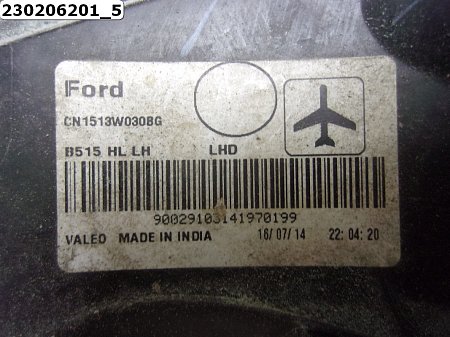 230206201_5
Ford
CN1513W030BG
B515 HL LH LHD
90029103141970199
VALEO MADE IN INDIA 16/07/14 22:04:20